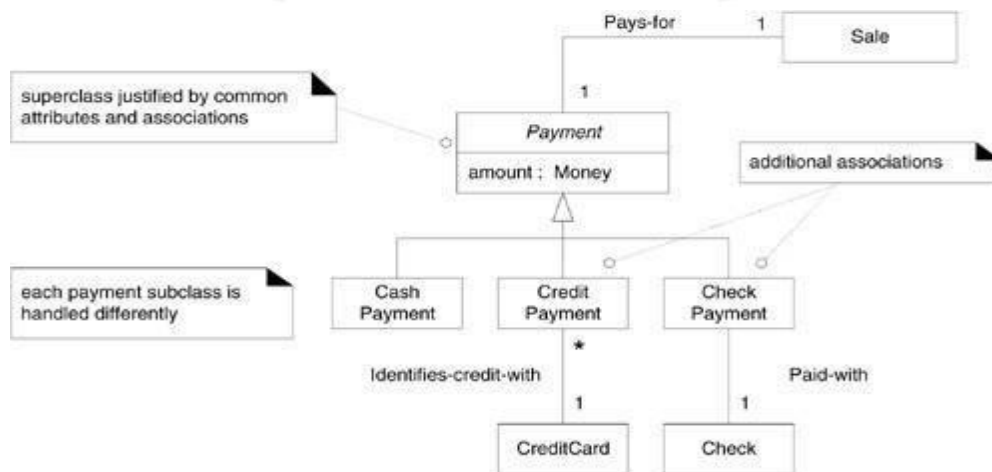 Pays-for
1
Sale
superclass justified by common
attributes and associations
1
Payment
additional associations
amount : Money
each payment subclass is
handled differently
Cash
Payment
Credit
Payment
Check
Payment
*
Identifies-credit-with
Paid-with
1
1
CreditCard
Check